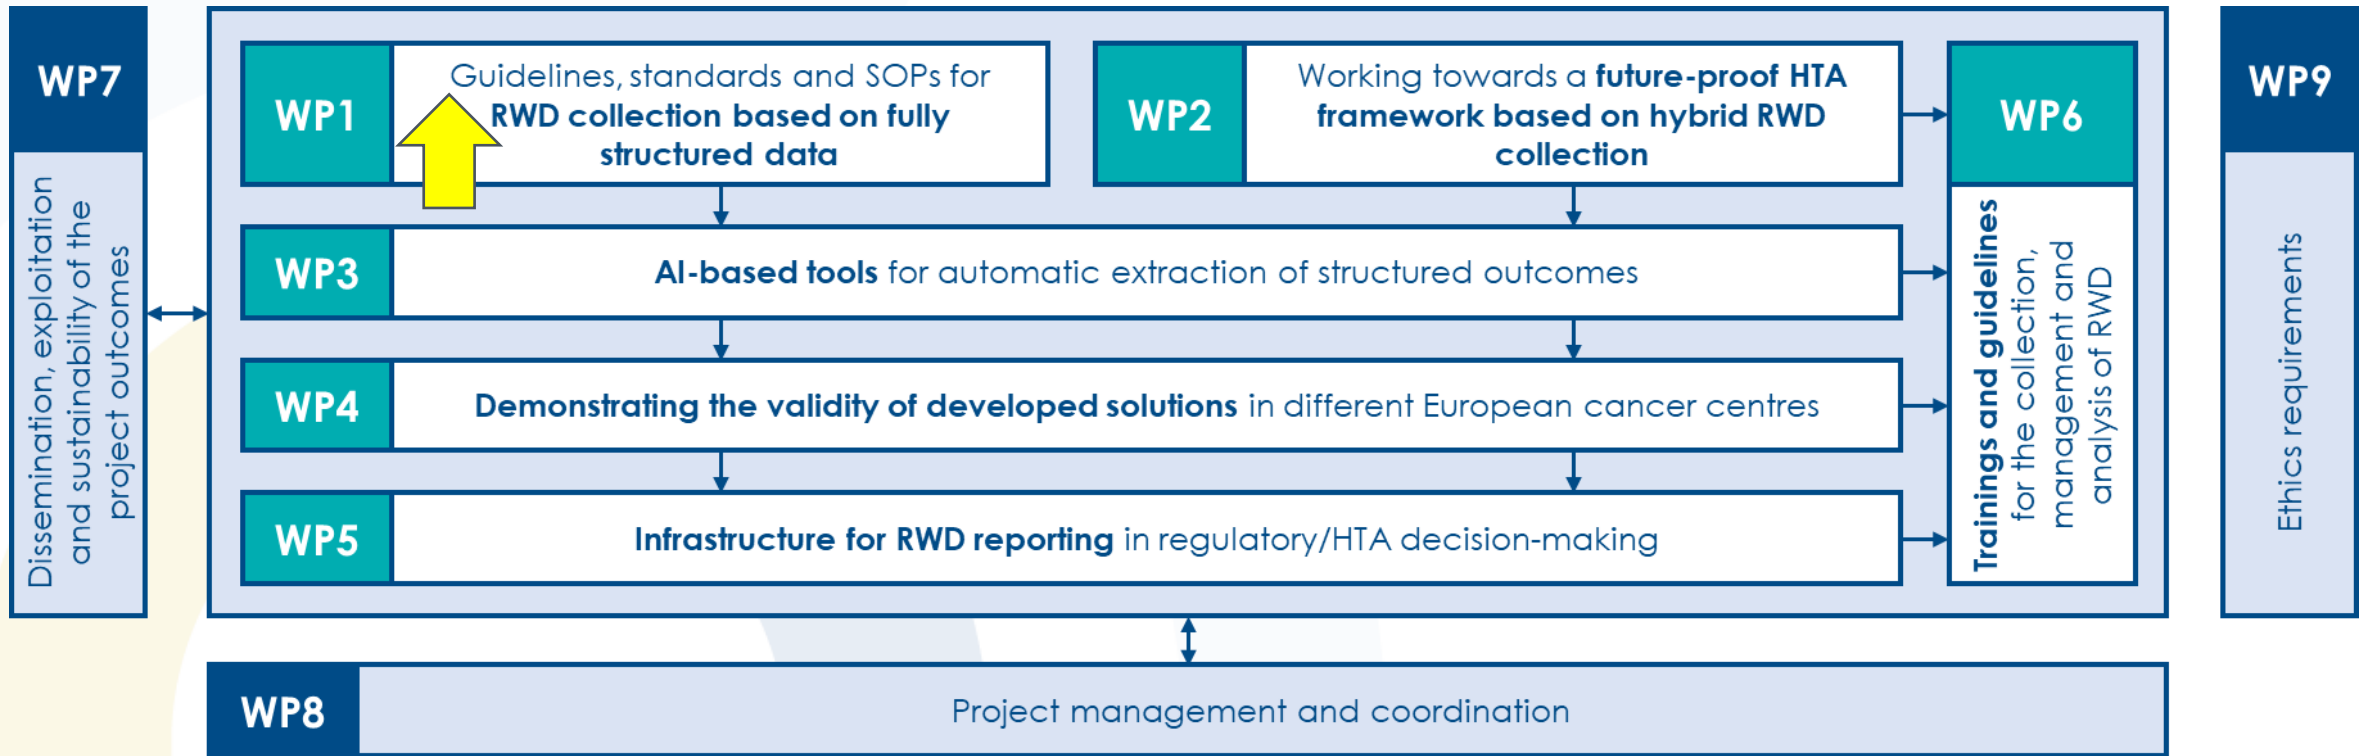 WP7
Dissemination, exploitation
and sustainability of the
project outcomes
WP1
Guidelines, standards and SOPs for
RWD collection based on fully
structured data
WP2
Working towards a future-proof HTA
framework based on hybrid RWD
collection
WP6
Trainings and guidelines
for the collection,
management and
analysis of RWD
WP3
AI-based tools for automatic extraction of structured outcomes
WP4
Demonstrating the validity of developed solutions in different European cancer centres
WP5
Infrastructure for RWD reporting in regulatory/HTA decision-making
WP9
Ethics requirements
WP8
Project management and coordination